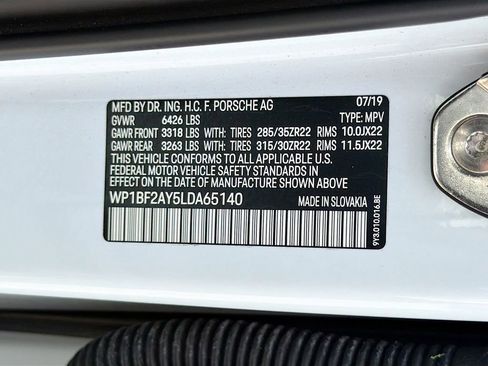 MFD BY DR. ING. H.C. F. PORSCHE AG 07/19
GVWR 6426 LBS TYPE: MPV
GAWR FRONT 3318 LBS WITH: TIRES 285/35ZR22 RIMS 10.0JX22
GAWR REAR 3263 LBS WITH: TIRES 315/30ZR22 RIMS 11.5JX22
THIS VEHICLE CONFORMS TO ALL APPLICABLE U.S.
FEDERAL MOTOR VEHICLE SAFETY STANDARDS IN
EFFECT ON THE DATE OF MANUFACTURE SHOWN ABOVE.
WP1BF2AY5LDA65140 MADE IN SLOVAKIA
9Y3.010.016.BE